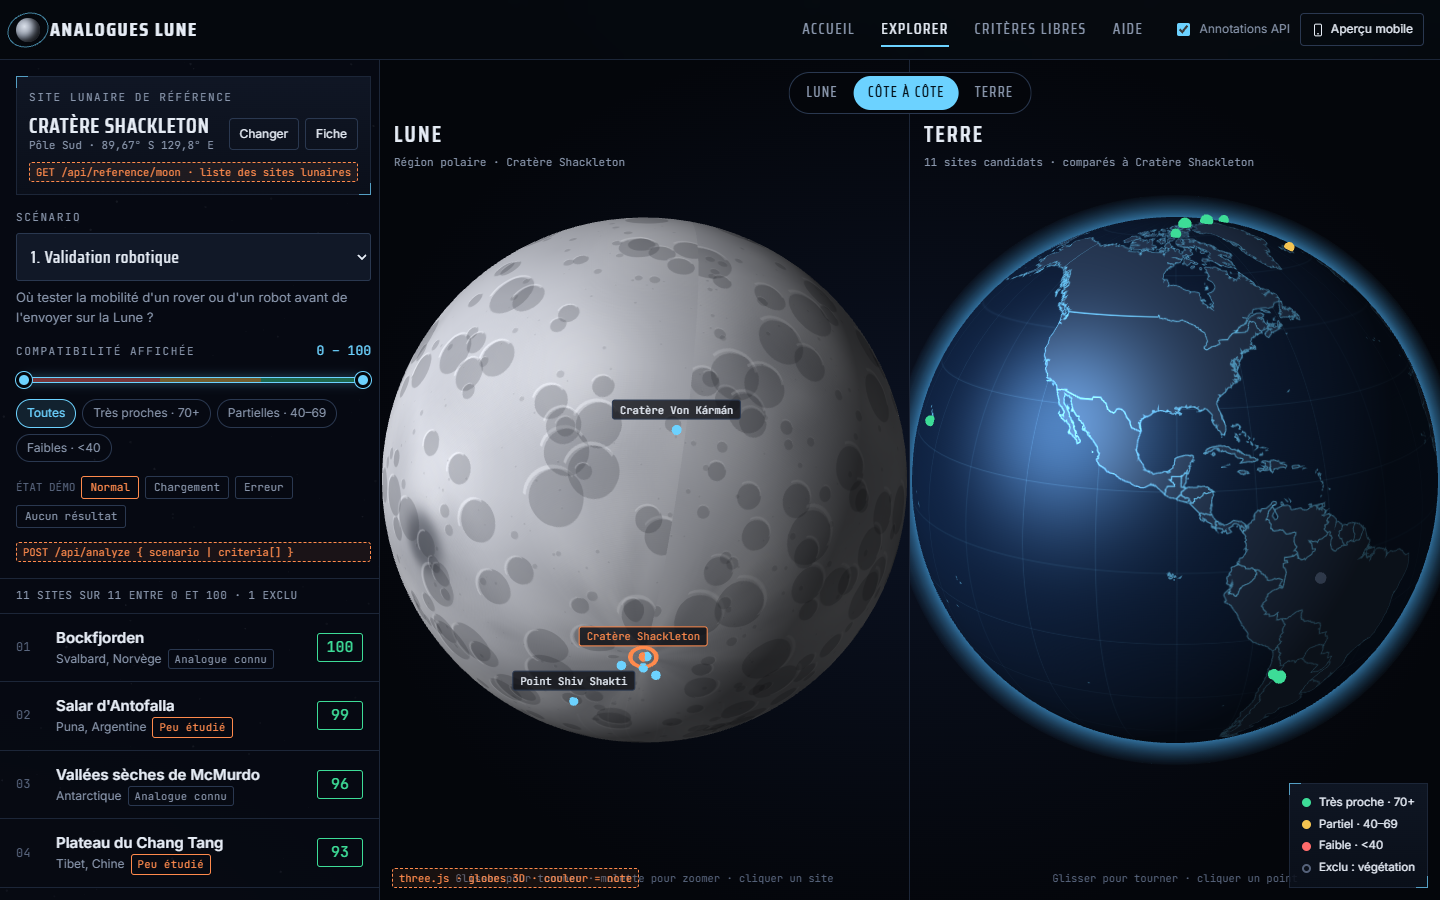 ANALOGUES LUNE
ACCUEIL
EXPLORER
CRITÈRES LIBRES
AIDE
Annotations API
Aperçu mobile
SITE LUNAIRE DE RÉFÉRENCE
CRATÈRE SHACKLETON
Pôle Sud · 89,67° S 129,8° E
Changer
Fiche
GET /api/reference/moon · liste des sites lunaires
SCÉNARIO
1. Validation robotique
Où tester la mobilité d'un rover ou d'un robot avant de
l'envoyer sur la Lune ?
COMPATIBILITÉ AFFICHÉE
0 – 100
Toutes
Très proches · 70+
Partielles · 40–69
Faibles · <40
ÉTAT DÉMO
Normal
Chargement
Erreur
Aucun résultat
POST /api/analyze { scenario | criteria[] }
11 SITES SUR 11 ENTRE 0 ET 100 · 1 EXCLU
01
Bockfjorden
Svalbard, Norvège
Analogue connu
100
02
Salar d'Antofalla
Puna, Argentine
Peu étudié
99
03
Vallées sèches de McMurdo
Antarctique
Analogue connu
96
04
Plateau du Chang Tang
Tibet, Chine
Peu étudié
93
LUNE
CÔTE À CÔTE
TERRE
LUNE
Région polaire · Cratère Shackleton
Cratère Von Kármán
Cratère Shackleton
Point Shiv Shakti
three.js · globes 3D · couleur = note
pour zoomer · cliquer un site
TERRE
11 sites candidats · comparés à Cratère Shackleton
Glisser pour tourner · cliquer un
Très proche · 70+
Partiel · 40–69
Faible · <40
Exclu : végétation